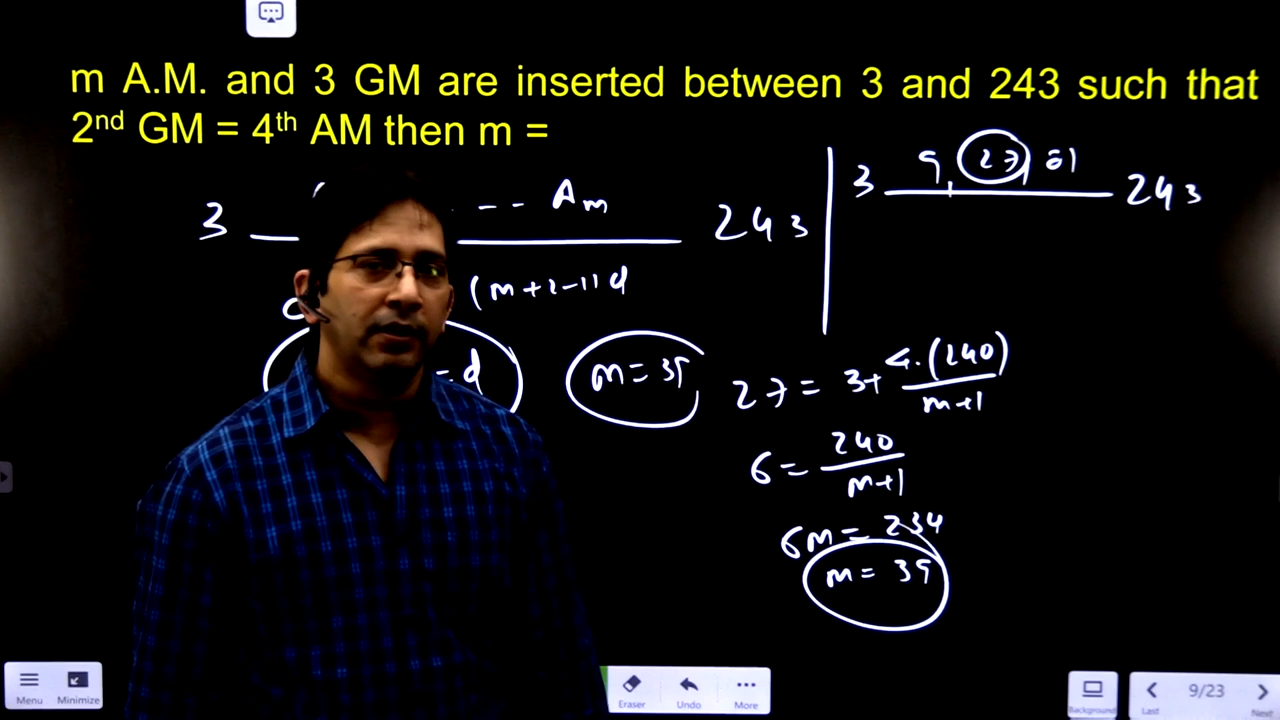 m A.M. and 3 GM are inserted between 3 and 243 such that
2nd GM = 4th AM then m =
3 -- Am 243
3 9, 27, 81 243
(m+2-1)d
= d
m = 39
27 = 3 + 4.(240)/m+1
6 = 240/m+1
6m = 234
m = 39
Menu
Minimize
Eraser
Undo
More
Background
Last
9/23
Next